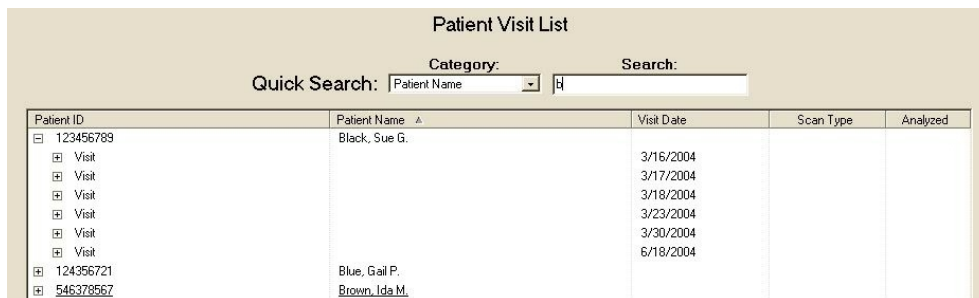 Patient Visit List
Category: Search:
Quick Search: Patient Name b
Patient ID Patient Name Visit Date Scan Type Analyzed
123456789 Black, Sue G.
Visit 3/16/2004
Visit 3/17/2004
Visit 3/18/2004
Visit 3/23/2004
Visit 3/30/2004
Visit 6/18/2004
124356721 Blue, Gail P.
546378567 Brown, Ida M.